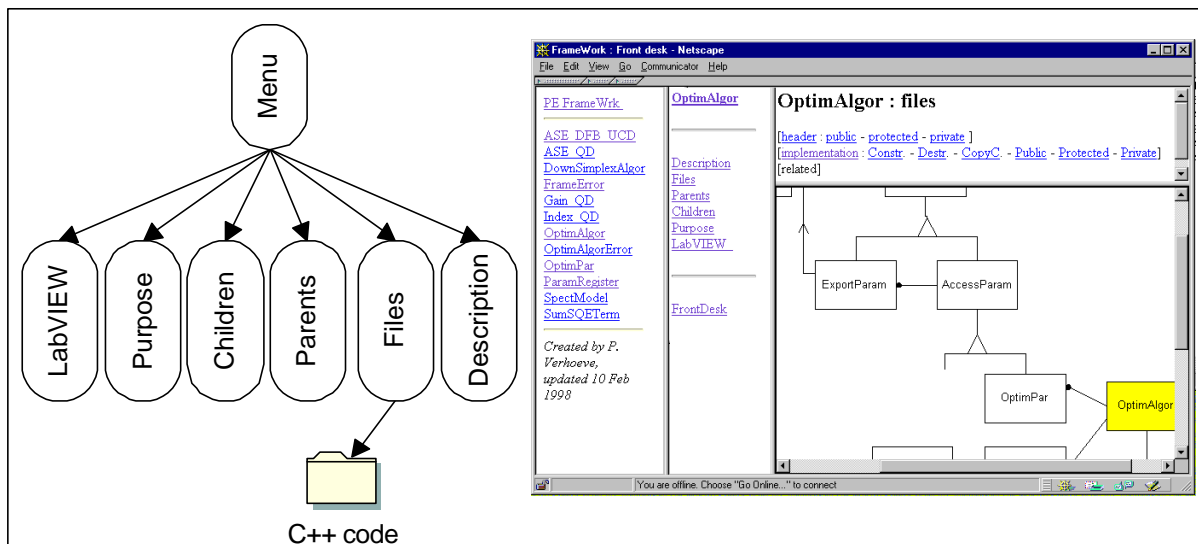 Menu
LabVIEW
Purpose
Children
Parents
Files
Description
C++ code
FrameWork : Front desk - Netscape
File Edit View Go Communicator Help
PE FrameWrk
ASE_DFB_UCD
ASE_QD
DownSimplexAlgor
FrameError
Gain_QD
Index_QD
OptimAlgor
OptimAlgorError
OptimPar
ParamRegister
SpectModel
SumSQETerm
Created by P.
Verhoeve,
updated 10 Feb
1998
OptimAlgor
Description
Files
Parents
Children
Purpose
LabVIEW
FrontDesk
OptimAlgor : files
[header : public - protected - private ]
[implementation : Constr. - Destr. - CopyC. - Public - Protected - Private]
[related]
ExportParam
AccessParam
OptimPar
OptimAlgor
You are offline. Choose "Go Online..." to connect